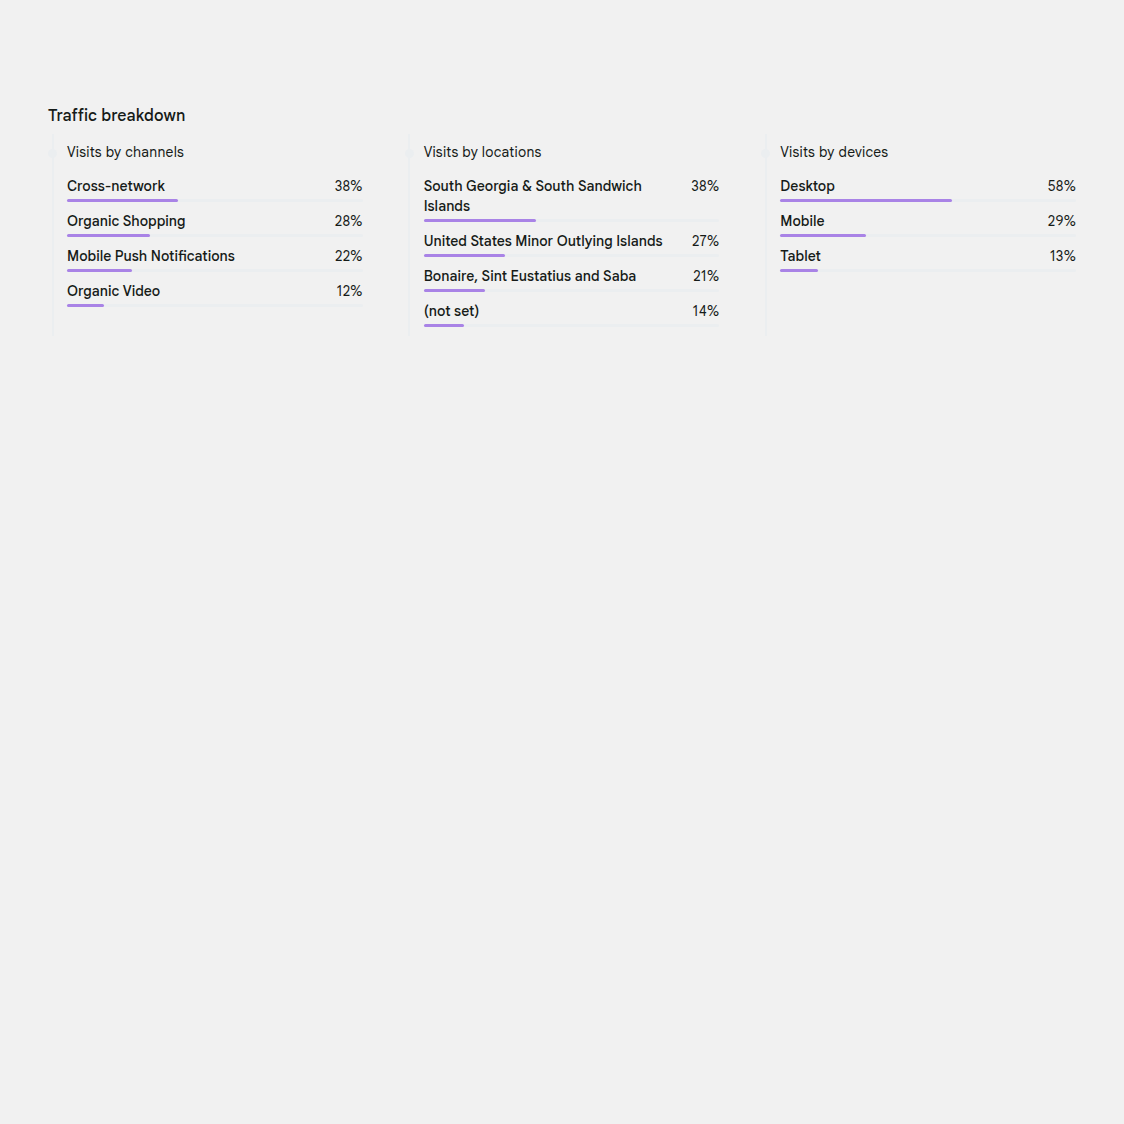 Traffic breakdown
Visits by channels
Cross-network 38%
Organic Shopping 28%
Mobile Push Notifications 22%
Organic Video 12%
Visits by locations
South Georgia & South Sandwich 38%
Islands
United States Minor Outlying Islands 27%
Bonaire, Sint Eustatius and Saba 21%
(not set) 14%
Visits by devices
Desktop 58%
Mobile 29%
Tablet 13%